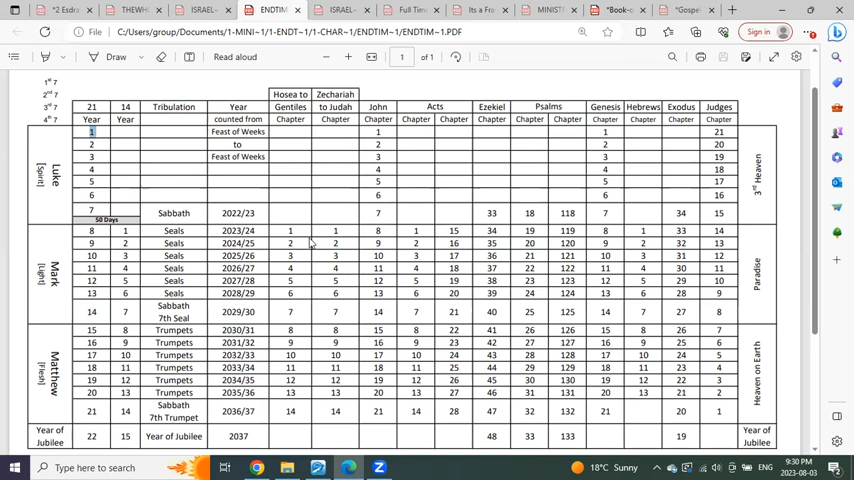 *2 Esdra
THEWH
ISRAEL -
ENDTIM
ISRAEL-
Full Time
Its a Fra
MINISTR
*Book-o
*Gospel
File C:/Users/group/Documents/1-MINI~1/1-ENDT~1/1-CHAR~1/ENDTIM~1/ENDTIM~1.PDF
Sign in
Draw
Read aloud
1 of 1
1st 7
2nd 7 Hosea to Zechariah
3rd 7 21 14 Tribulation Year Gentiles to Judah John Acts Ezekiel Psalms Genesis Hebrews Exodus Judges
4th 7 Year Year counted from Chapter Chapter Chapter Chapter Chapter Chapter Chapter Chapter Chapter Chapter Chapter Chapter
1 Feast of Weeks 1 1 21
2 to 2 2 20
3 Feast of Weeks 3 3 19
4 4 4 18
5 5 5 17
6 6 6 16
7 Sabbath 2022/23 7 33 18 118 7 34 15
50 Days
8 1 Seals 2023/24 1 1 8 1 15 34 19 119 8 1 33 14
9 2 Seals 2024/25 2 2 9 2 16 35 20 120 9 2 32 13
10 3 Seals 2025/26 3 3 10 3 17 36 21 121 10 3 31 12
11 4 Seals 2026/27 4 4 11 4 18 37 22 122 11 4 30 11
12 5 Seals 2027/28 5 5 12 5 19 38 23 123 12 5 29 10
13 6 Seals 2028/29 6 6 13 6 20 39 24 124 13 6 28 9
14 7 Sabbath 2029/30 7 7 14 7 21 40 25 125 14 7 27 8
7th Seal
15 8 Trumpets 2030/31 8 8 15 8 22 41 26 126 15 8 26 7
16 9 Trumpets 2031/32 9 9 16 9 23 42 27 127 16 9 25 6
17 10 Trumpets 2032/33 10 10 17 10 24 43 28 128 17 10 24 5
18 11 Trumpets 2033/34 11 11 18 11 25 44 29 129 18 11 23 4
19 12 Trumpets 2034/35 12 12 19 12 26 45 30 130 19 12 22 3
20 13 Trumpets 2035/36 13 13 20 13 27 46 31 131 20 13 21 2
21 14 Sabbath 2036/37 14 14 21 14 28 47 32 132 21 20 1
7th Trumpet
Year of Jubilee 22 15 Year of Jubilee 2037 48 33 133 19 Year of Jubilee
Luke
[Spirit]
Mark
[Light]
Matthew
[Flesh]
3rd Heaven
Paradise
Heaven on Earth
Type here to search
18°C Sunny
ENG
9:30 PM
2023-08-03